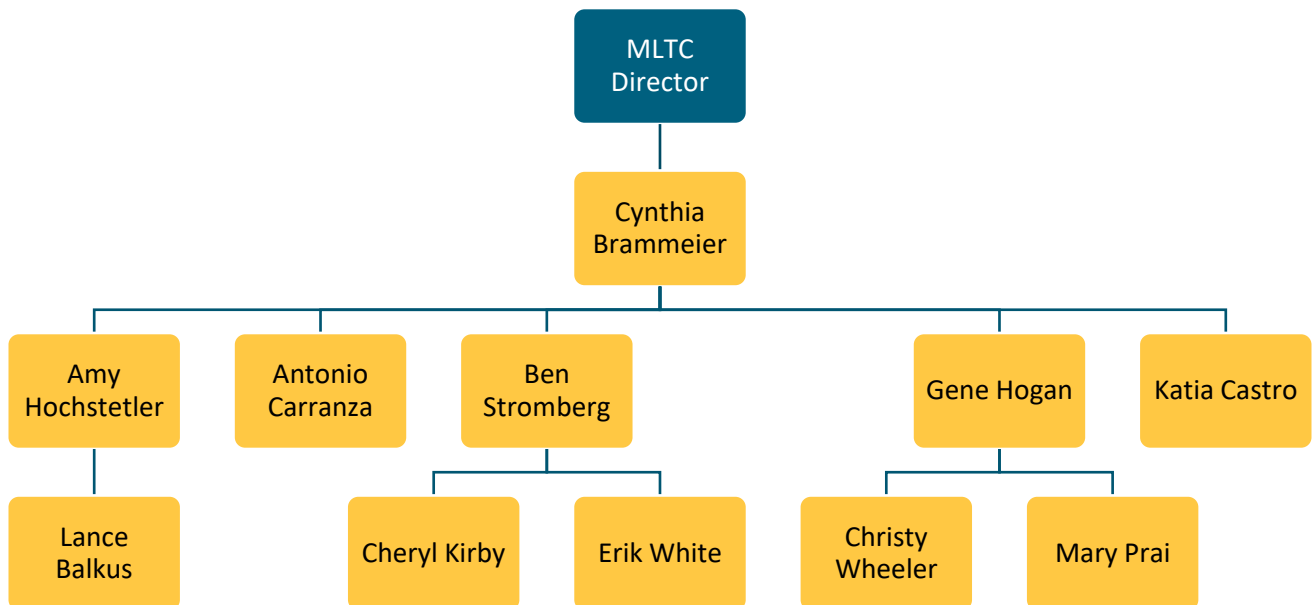 MLTC
Director
Cynthia
Brammeier
Amy
Hochstetler
Antonio
Carranza
Ben
Stromberg
Gene Hogan
Katia Castro
Lance
Balkus
Cheryl Kirby
Erik White
Christy
Wheeler
Mary Prai